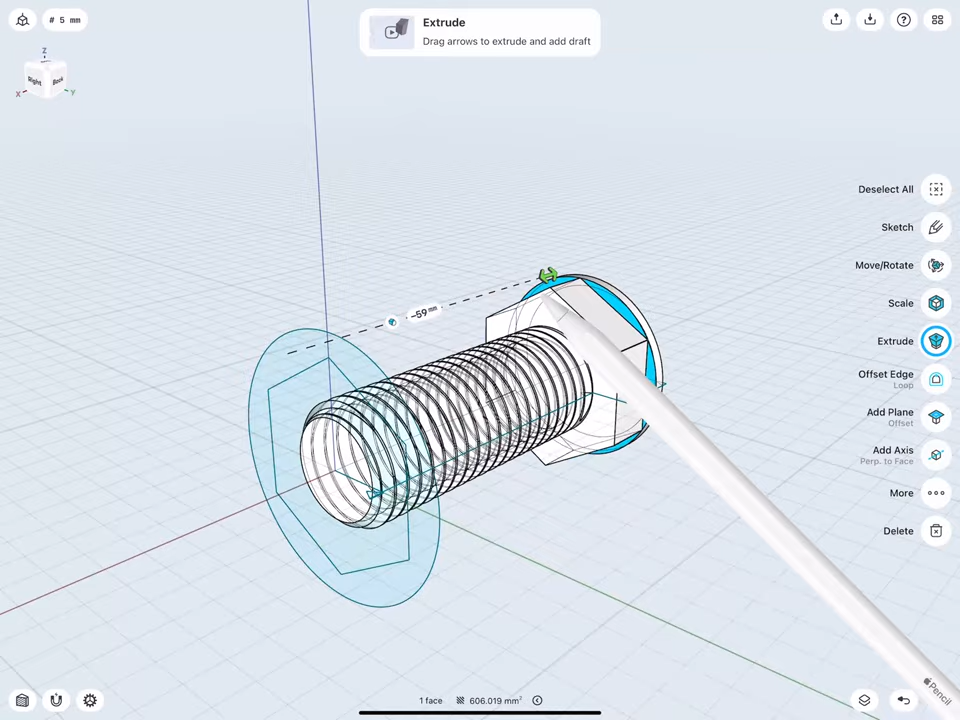 # 5 mm
Extrude
Drag arrows to extrude and add draft
Z
Right
Back
X
Y
Deselect All
Sketch
Move/Rotate
Scale
-59 mm
Extrude
Offset Edge
Loop
Add Plane
Offset
Add Axis
Perp. to Face
More
Delete
Pencil
1 face
606.019 mm²